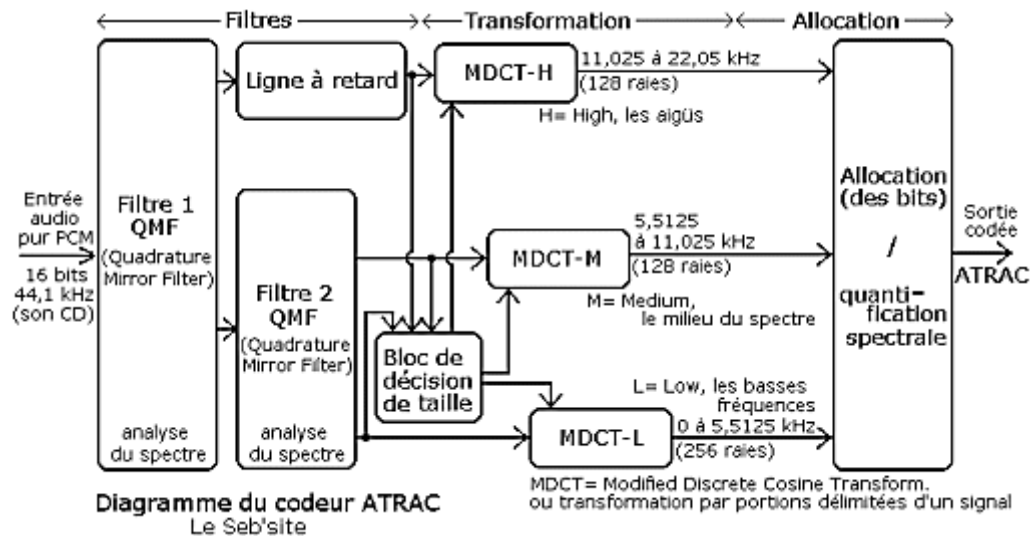 Filtres
Transformation
Allocation
Ligne à retard
MDCT-H
11,025 à 22,05 kHz
(128 raies)
H= High, les aigüs
Entrée
audio
pur PCM
16 bits
44,1 kHz
(son CD)
Filtre 1
QMF
(Quadrature
Mirror Filter)
analyse
du spectre
Filtre 2
QMF
(Quadrature
Mirror Filter)
analyse
du spectre
MDCT-M
5,5125
à 11,025 kHz
(128 raies)
M= Medium,
le milieu du spectre
Bloc de
décision
de taille
L= Low, les basses
fréquences
MDCT-L
0 à 5,5125 kHz
(256 raies)
Allocation
(des bits)
/
quanti-
fication
spectrale
Sortie
codée
ATRAC
MDCT= Modified Discrete Cosine Transform.
ou transformation par portions délimitées d'un signal
Diagramme du codeur ATRAC
Le Seb'site